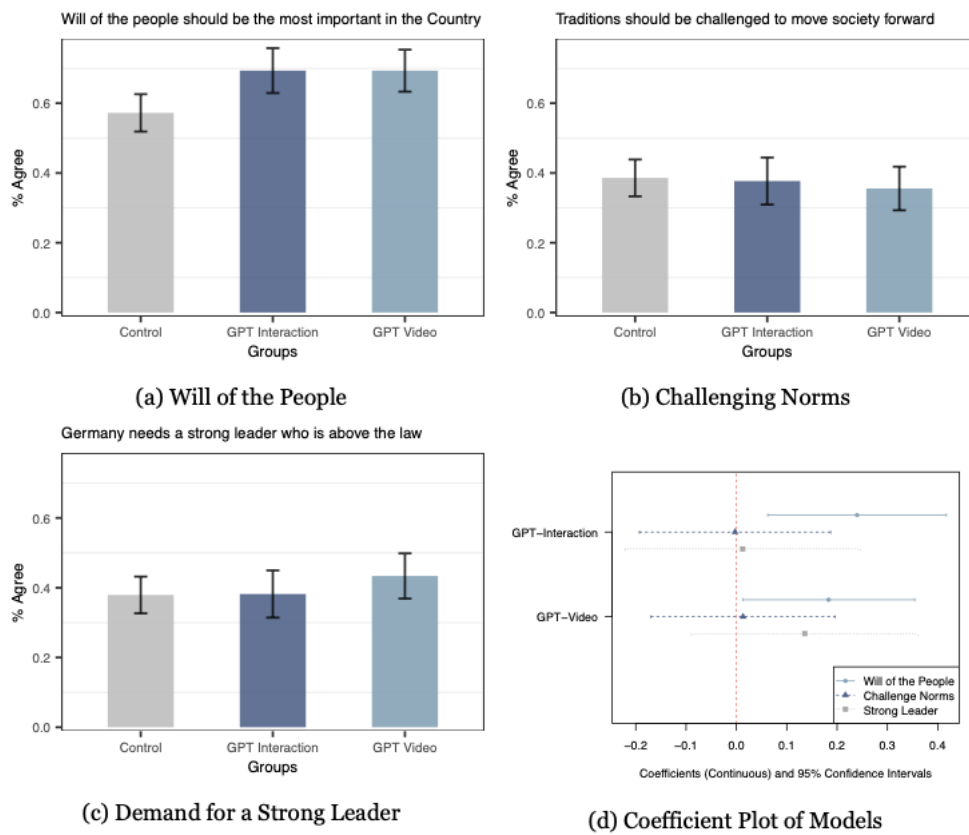 Will of the people should be the most important in the Country
% Agree
0.6
0.4
0.2
0.0
Control
GPT Interaction
GPT Video
Groups
(a) Will of the People
Traditions should be challenged to move society forward
% Agree
0.6
0.4
0.2
0.0
Control
GPT Interaction
GPT Video
Groups
(b) Challenging Norms
Germany needs a strong leader who is above the law
% Agree
0.6
0.4
0.2
0.0
Control
GPT Interaction
GPT Video
Groups
(c) Demand for a Strong Leader
GPT−Interaction
GPT−Video
Will of the People
Challenge Norms
Strong Leader
−0.2
−0.1
0.0
0.1
0.2
0.3
0.4
Coefficients (Continuous) and 95% Confidence Intervals
(d) Coefficient Plot of Models